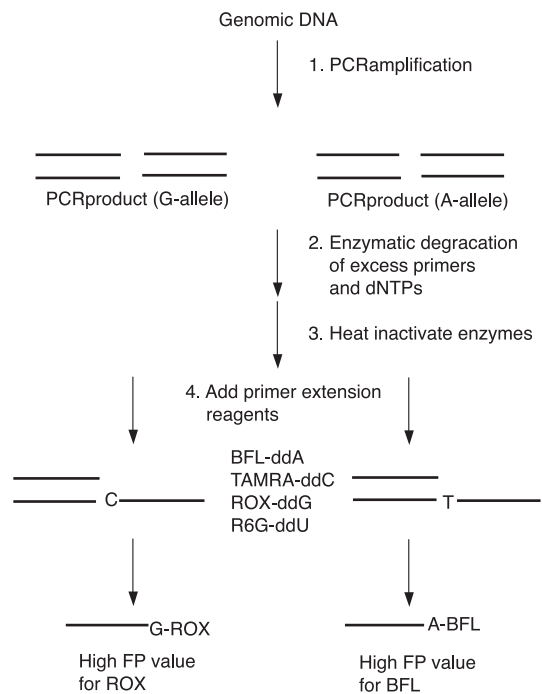 Genomic DNA
1. PCRamplification
PCRproduct (G-allele)
PCRproduct (A-allele)
2. Enzymatic degracation
of excess primers
and dNTPs
3. Heat inactivate enzymes
4. Add primer extension
reagents
BFL-ddA
TAMRA-ddC
ROX-ddG
R6G-ddU
C
T
G-ROX
A-BFL
High FP value
for ROX
High FP value
for BFL